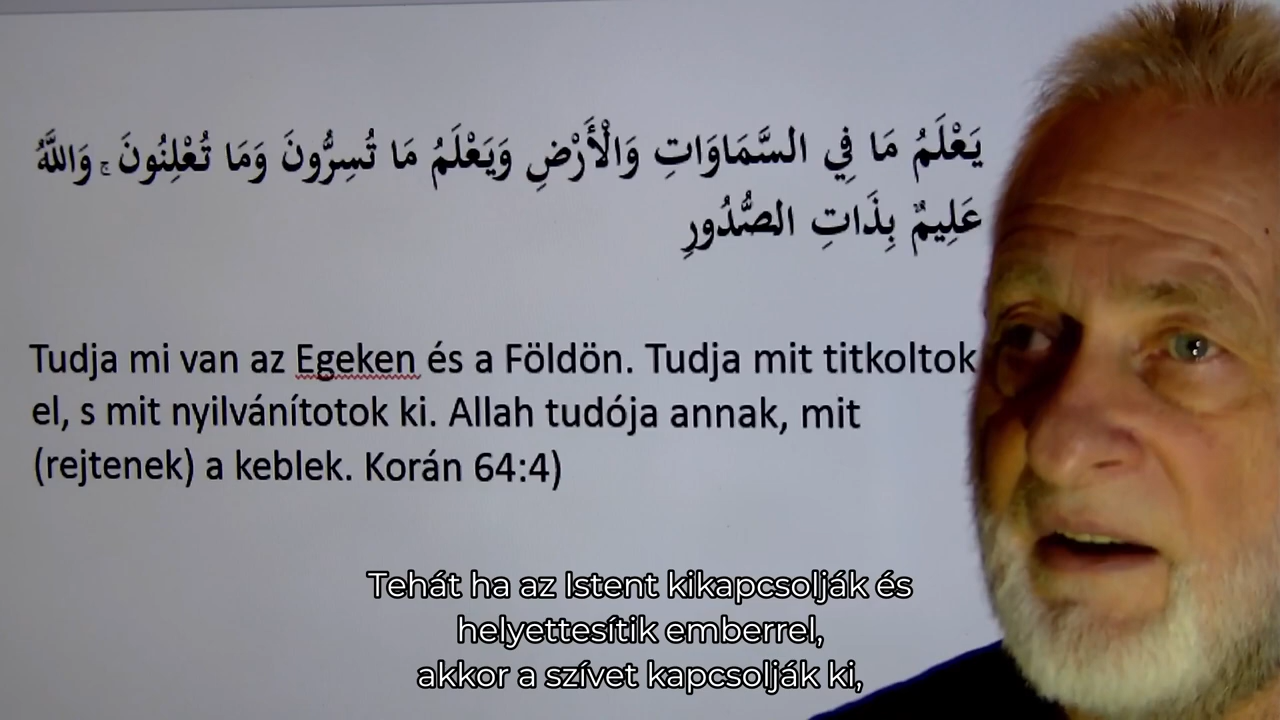 يَعْلَمُ مَا فِي السَّمَاوَاتِ وَالْأَرْضِ وَيَعْلَمُ مَا تُسِرُّونَ وَمَا تُعْلِنُونَ ۚ وَاللَّهُ
عَلِيمٌ بِذَاتِ الصُّدُورِ
Tudja mi van az Egeken és a Földön. Tudja mit titkoltok
el, s mit nyilvánítotok ki. Allah tudója annak, mit
(rejtenek) a keblek. Korán 64:4)
Tehát ha az Istent kikapcsolják és
helyettesítik emberrel,
akkor a szívet kapcsolják ki,